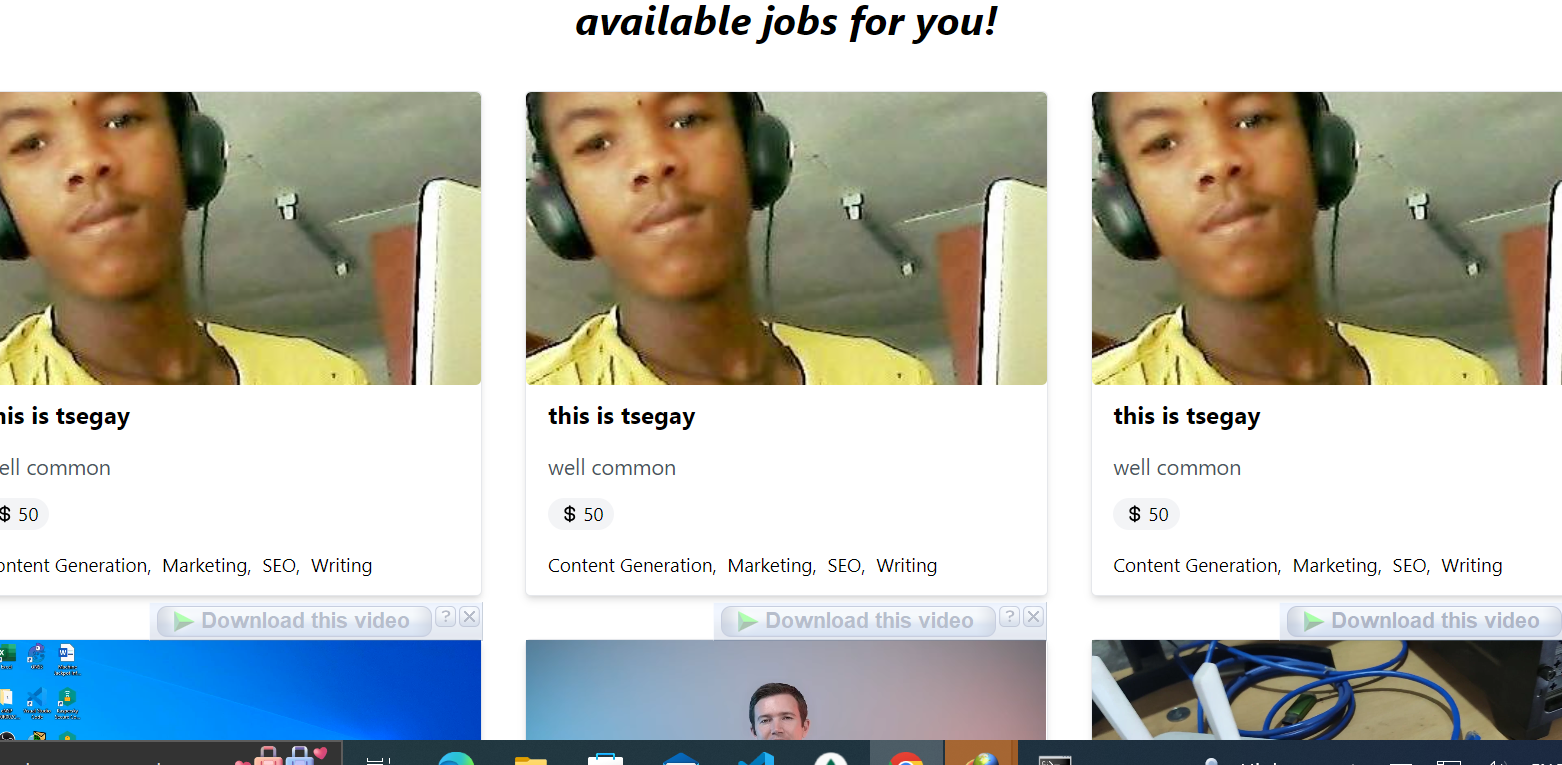 available jobs for you!
his is tsegay
this is tsegay
this is tsegay
ell common
well common
well common
$ 50
$ 50
$ 50
ontent Generation, Marketing, SEO, Writing
Content Generation, Marketing, SEO, Writing
Content Generation, Marketing, SEO, Writing
Download this video ?
Download this video ?
Download this video